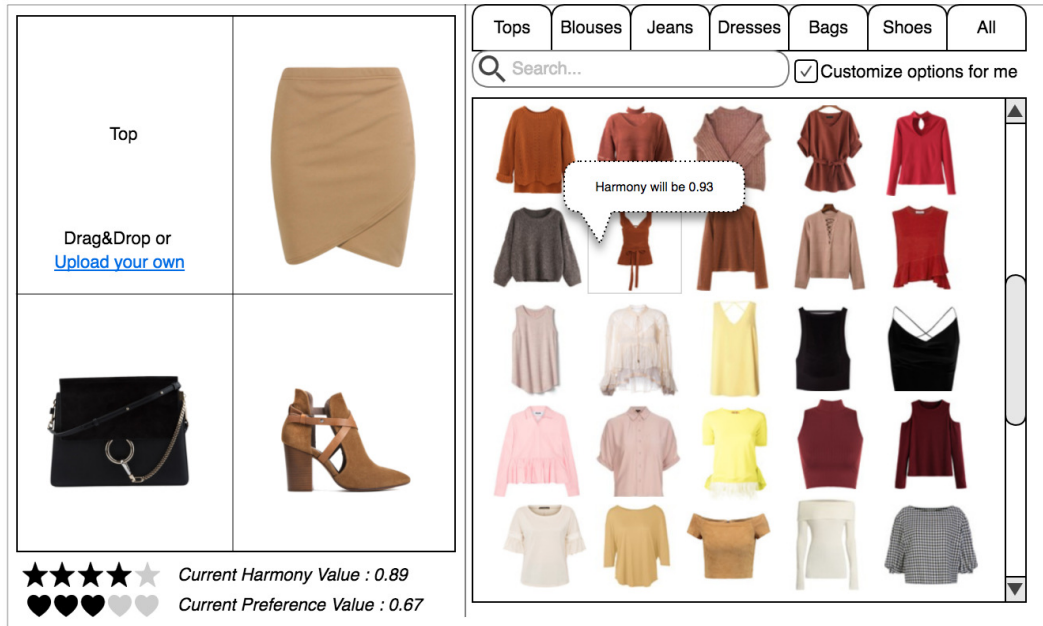 Top
Drag&Drop or
Upload your own
Current Harmony Value : 0.89
Current Preference Value : 0.67
Tops
Blouses
Jeans
Dresses
Bags
Shoes
All
Search...
Customize options for me
Harmony will be 0.93